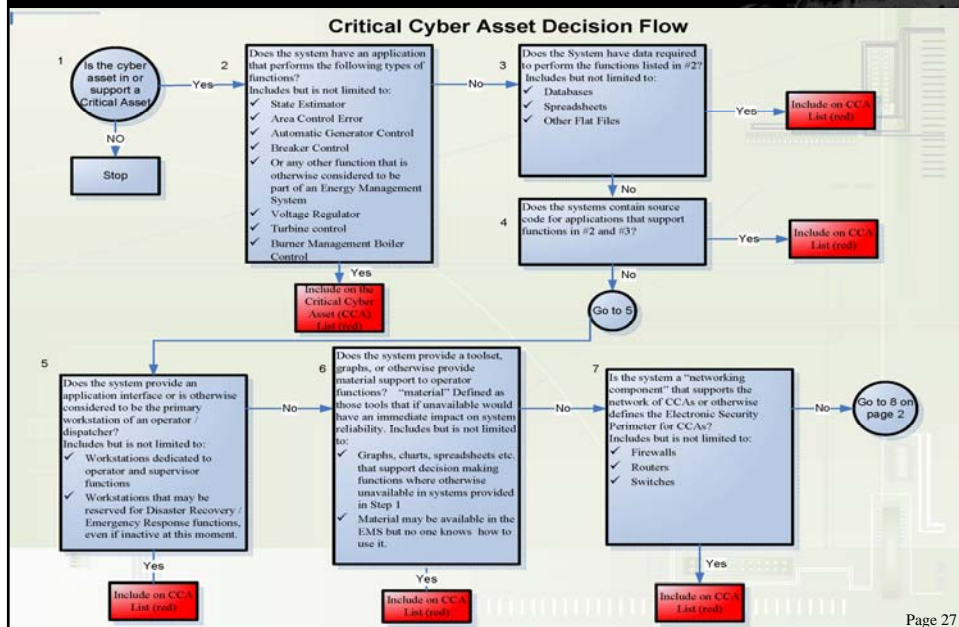 Critical Cyber Asset Decision Flow
1
Is the cyber
asset in or
support a
Critical Asset
Yes
NO
Stop
2
Does the system have an application
that performs the following types of
functions?
Includes but is not limited to:
✓ State Estimator
✓ Area Control Error
✓ Automatic Generator Control
✓ Breaker Control
✓ Or any other function that is
otherwise considered to be
part of an Energy Management
System
✓ Voltage Regulator
✓ Turbine control
✓ Burner Management Boiler
Control
No
Yes
Include on the
Critical Cyber
Asset (CCA)
List (red)
3
Does the System have data required
to perform the functions listed in #2?
Includes but not limited to:
✓ Databases
✓ Spreadsheets
✓ Other Flat Files
Yes
Include on CCA
List (red)
No
4
Does the systems contain source
code for applications that support
functions in #2 and #3?
Yes
Include on CCA
List (red)
No
Go to 5
5
Does the system provide an
application interface or is otherwise
considered to be the primary
workstation of an operator /
dispatcher?
Includes but is not limited to:
✓ Workstations dedicated to
operator and supervisor
functions
✓ Workstations that may be
reserved for Disaster Recovery /
Emergency Response functions,
even if inactive at this moment.
No
Yes
Include on CCA
List (red)
6
Does the system provide a toolset,
graphs, or otherwise provide
material support to operator
functions? “material” Defined as
those tools that if unavailable would
have an immediate impact on system
reliability. Includes but is not limited
to:
✓ Graphs, charts, spreadsheets etc.
that support decision making
functions where otherwise
unavailable in systems provided
in Step 1
✓ Material may be available in the
EMS but no one knows how to
use it.
No
Yes
Include on CCA
List (red)
7
Is the system a “networking
component” that supports the
network of CCAs or otherwise
defines the Electronic Security
Perimeter for CCAs?
Includes but is not limited to:
✓ Firewalls
✓ Routers
✓ Switches
No
Go to 8 on
page 2
Yes
Include on CCA
List (red)
Page 27